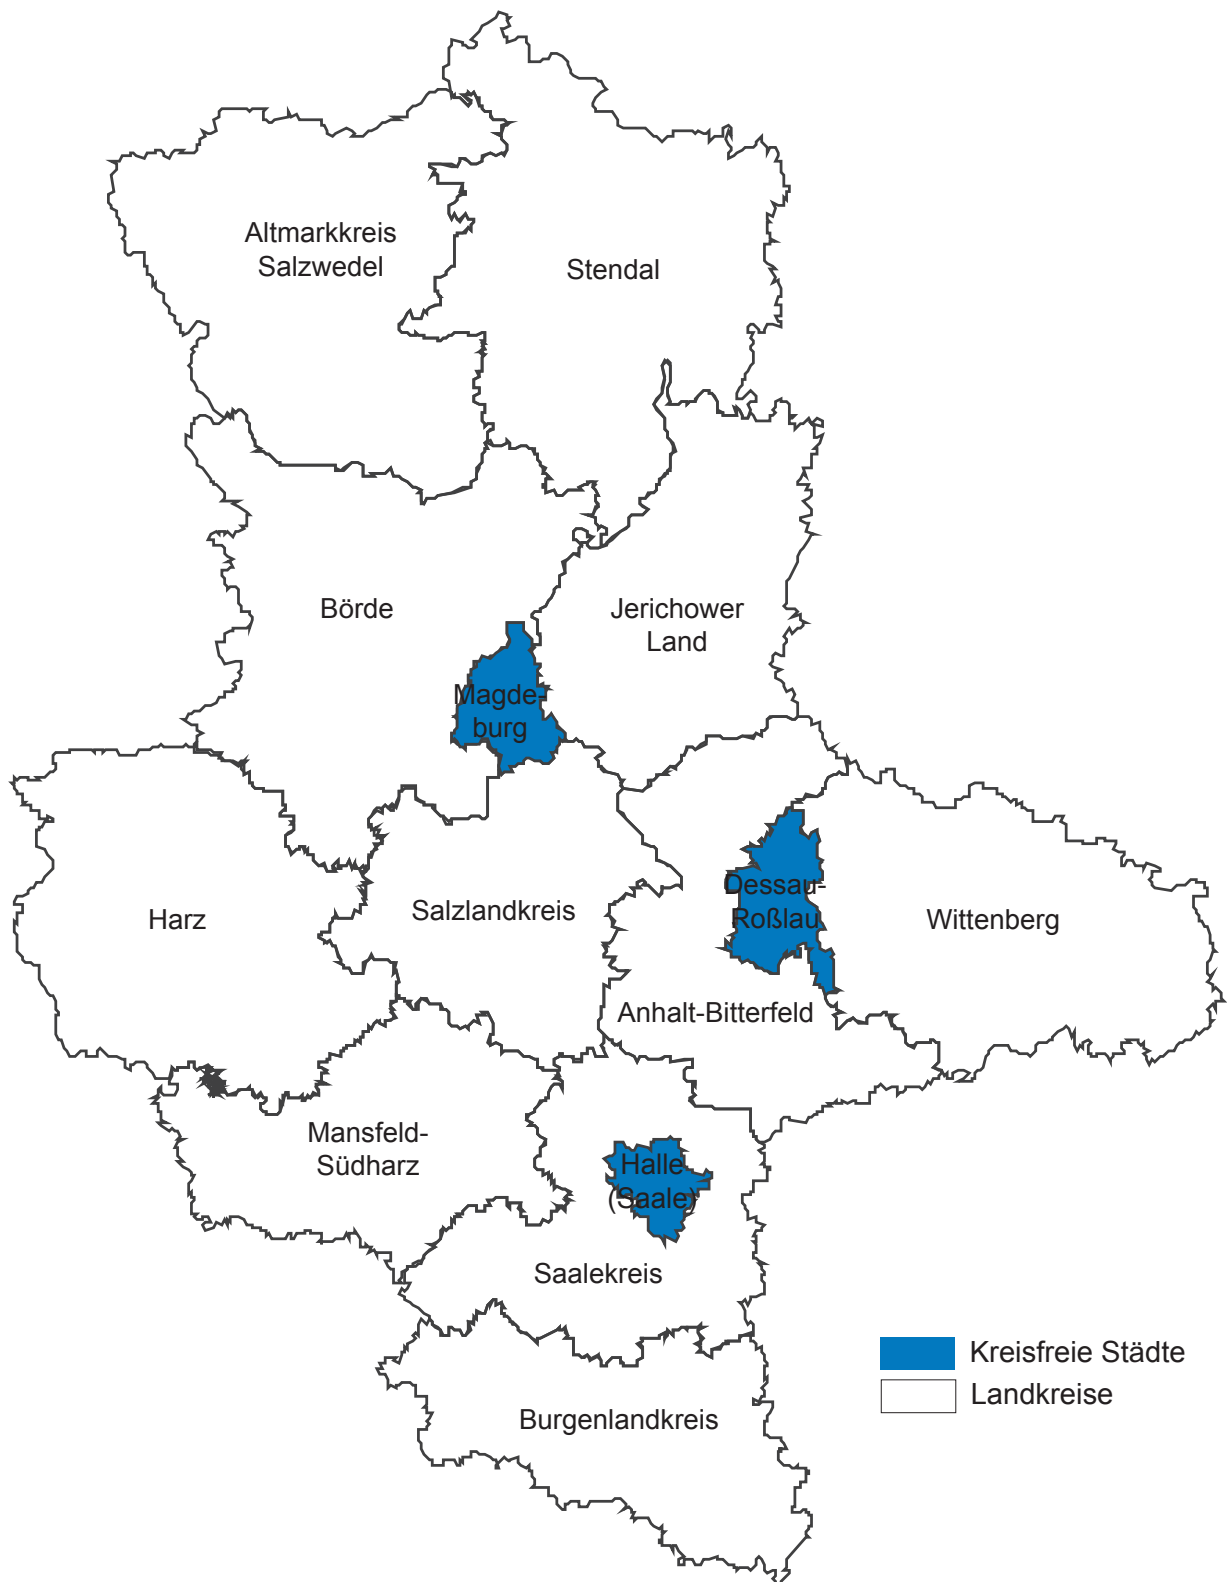 Altmarkkreis
Salzwedel
Stendal
Börde
Jerichower
Land
Magde-
burg
Harz
Salzlandkreis
Dessau-
Roßlau
Wittenberg
Anhalt-Bitterfeld
Mansfeld-
Südharz
Halle
(Saale)
Saalekreis
Burgenlandkreis
Kreisfreie Städte
Landkreise